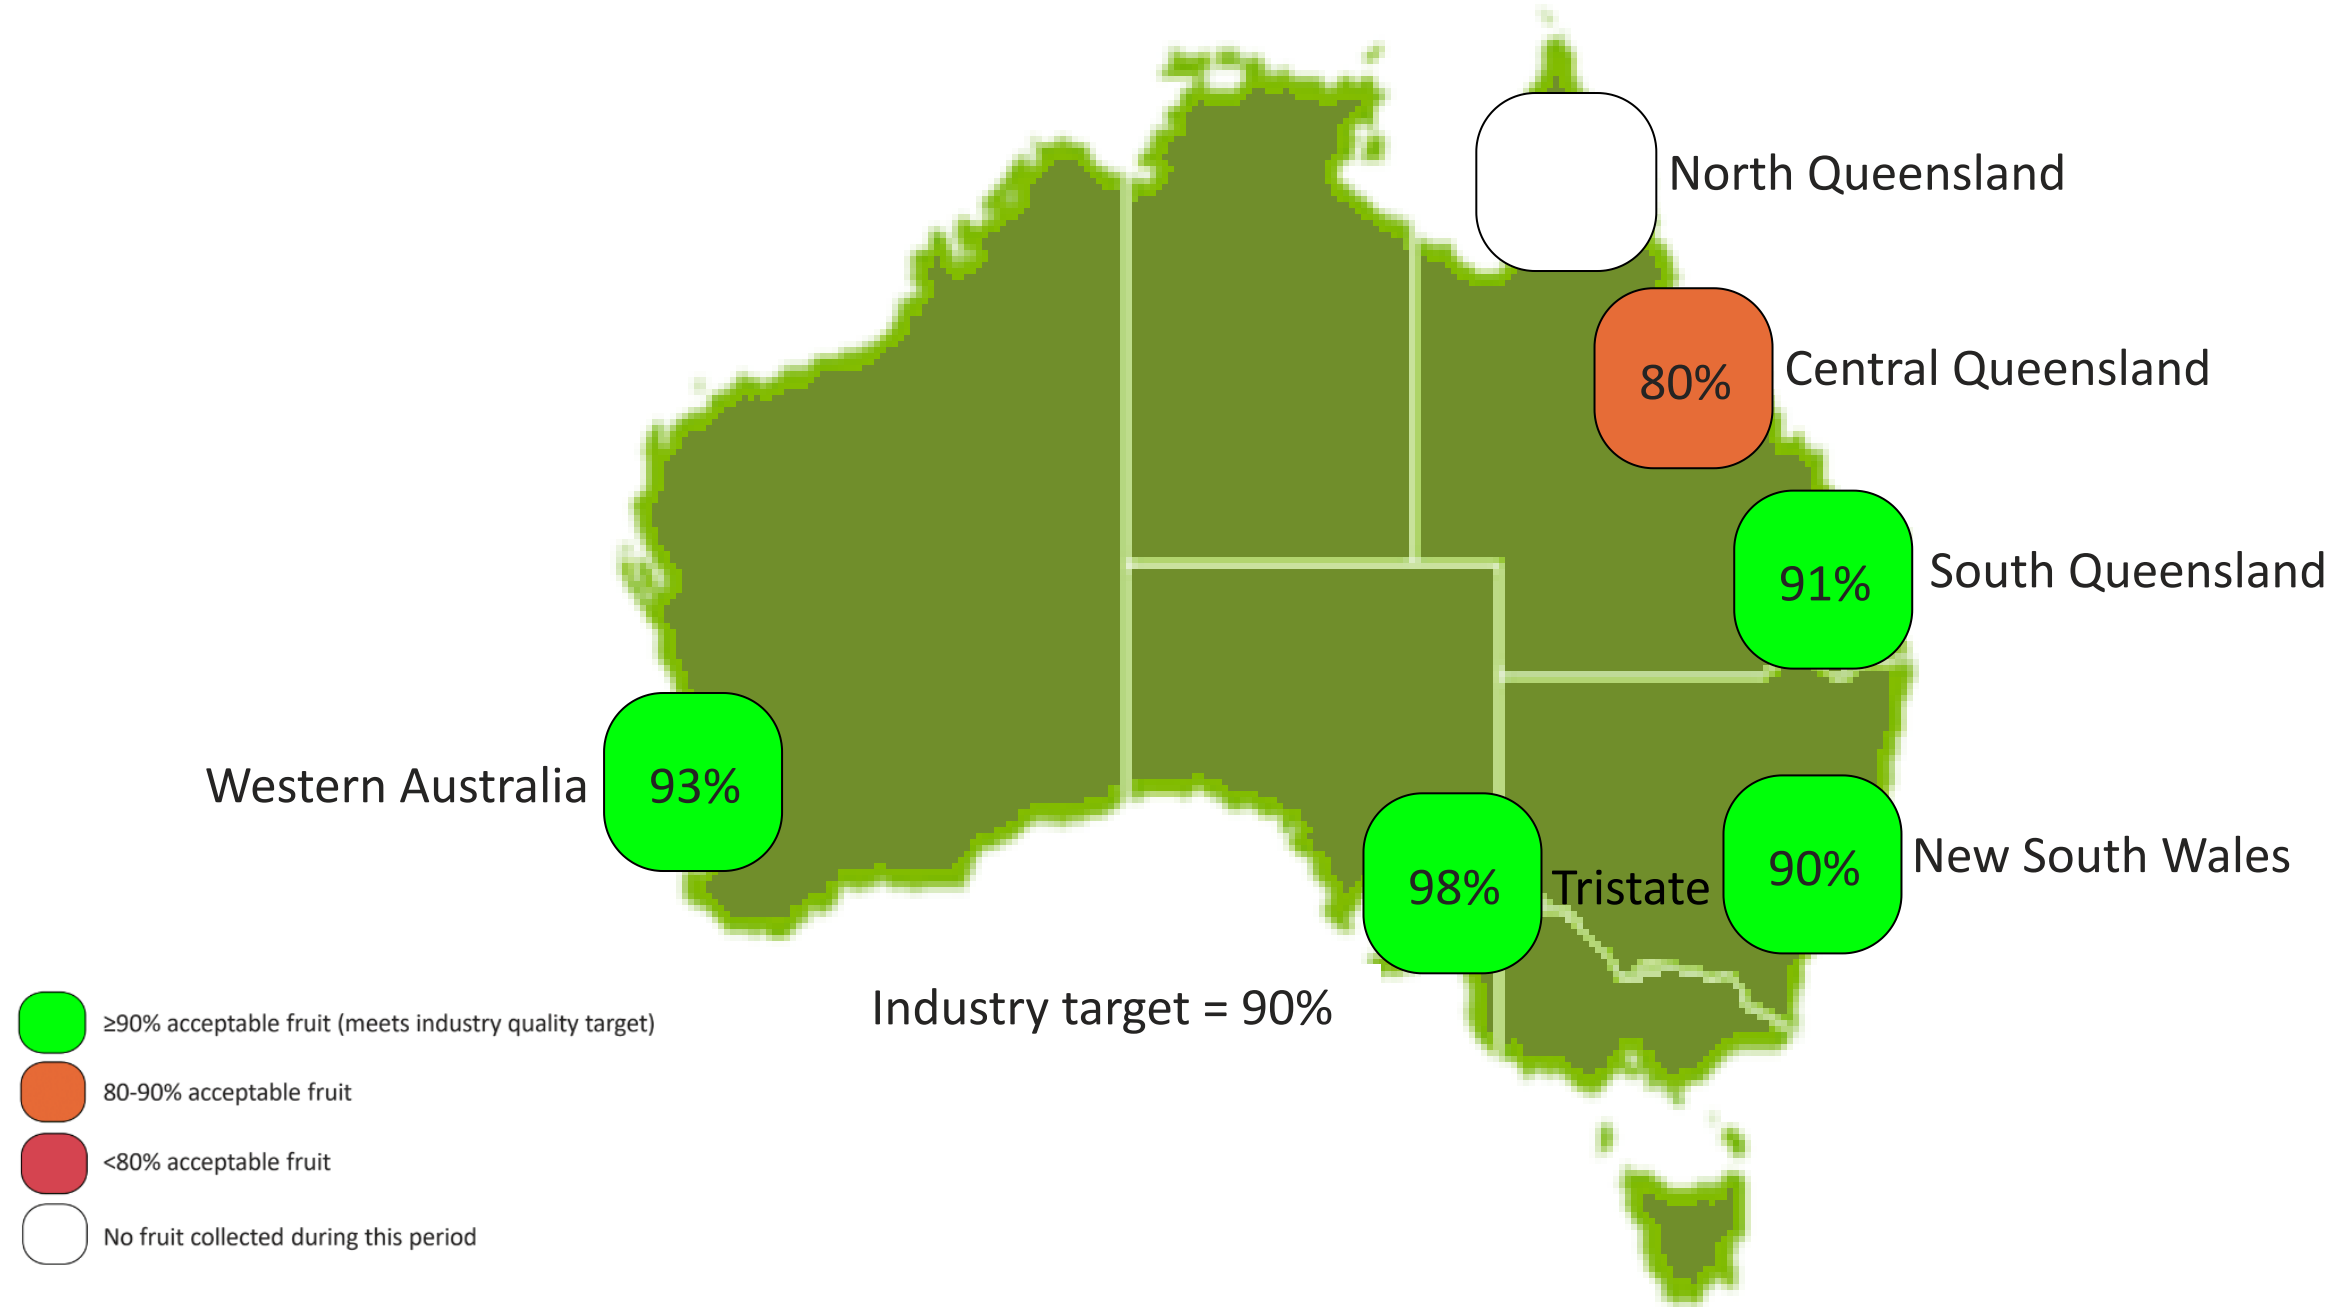 North Queensland
80%
Central Queensland
91%
South Queensland
Western Australia
93%
98%
Tristate
90%
New South Wales
Industry target = 90%
≥90% acceptable fruit (meets industry quality target)
80-90% acceptable fruit
<80% acceptable fruit
No fruit collected during this period